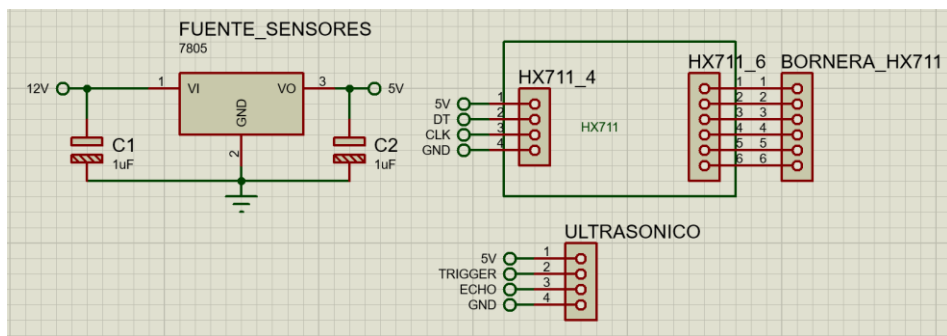 FUENTE_SENSORES
7805
12V
1
VI
VO
3
5V
GND
2
C1
1uF
C2
1uF
HX711_4
5V 1
DT 2
CLK 3
GND 4
HX711
HX711_6
BORNERA_HX711
1 1
2 2
3 3
4 4
5 5
6 6
ULTRASONICO
5V 1
TRIGGER 2
ECHO 3
GND 4